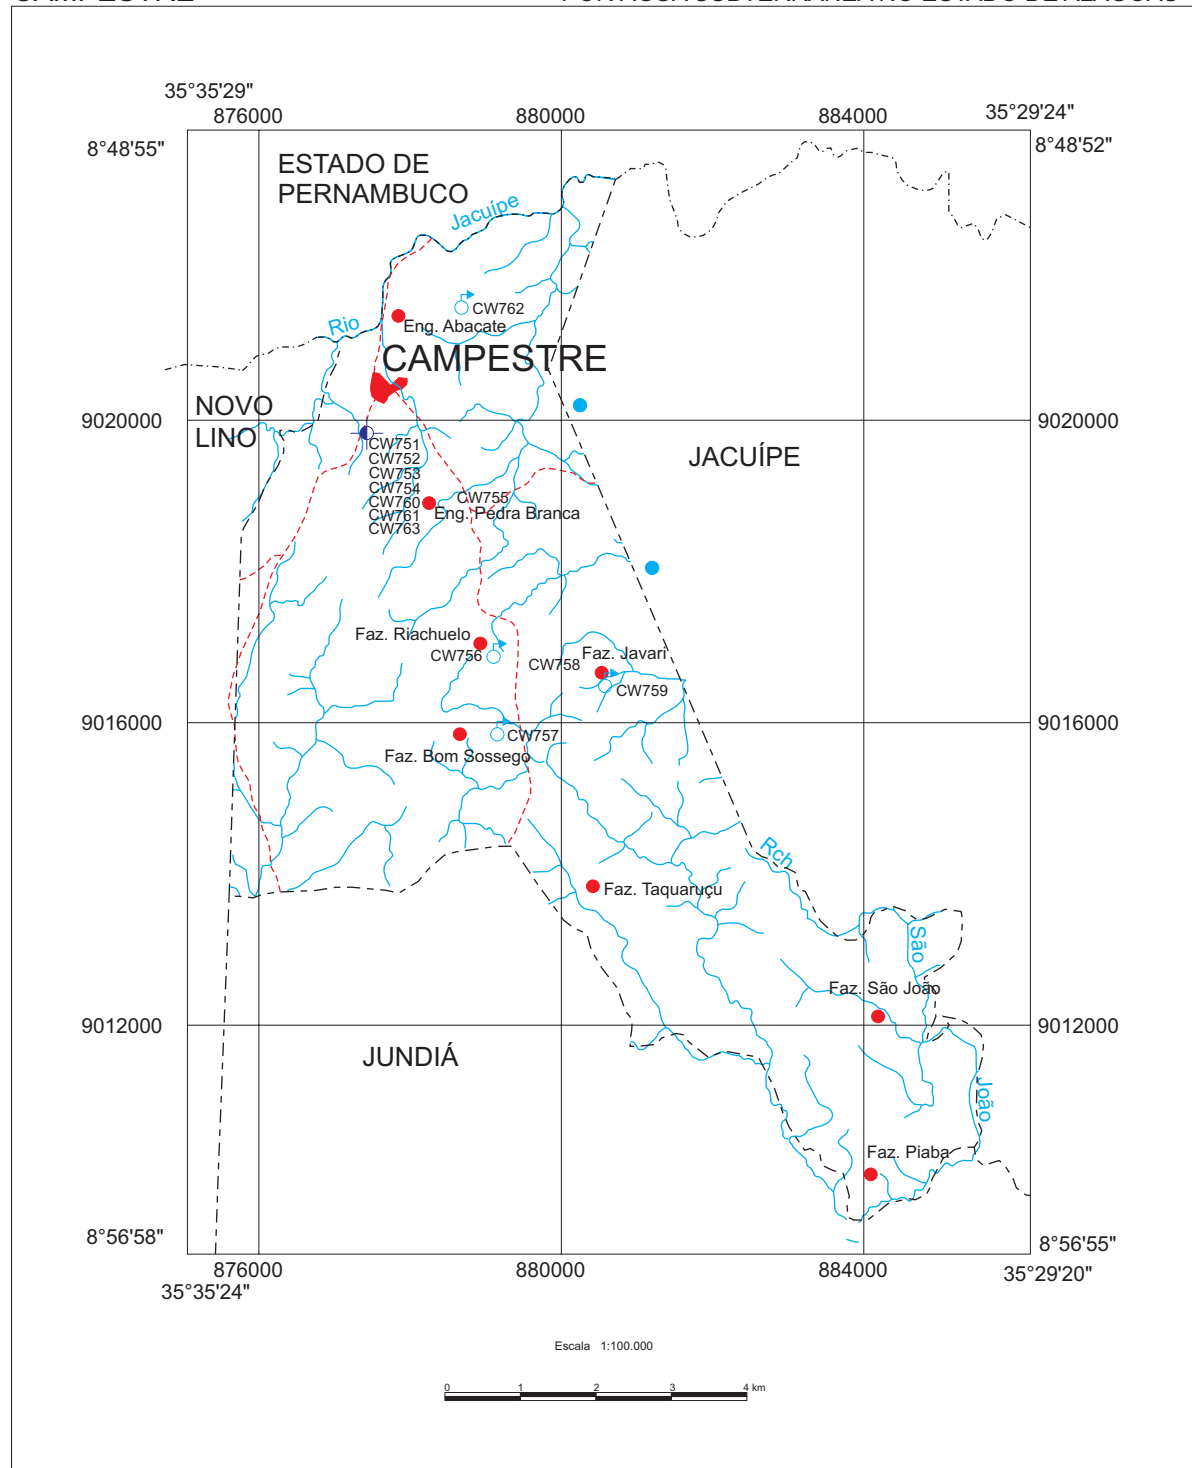 35°35'29"
876000
880000
884000
35°29'24"
8°48'55"
8°48'52"
ESTADO DE
PERNAMBUCO
Jacuípe
CW762
Rio
Eng. Abacate
CAMPESTRE
NOVO
LINO
9020000
9020000
JACUÍPE
CW751
CW752
CW753
CW754
CW760
CW761
CW763
CW755
Eng. Pedra Branca
Faz. Riachuelo
CW756
CW758
Faz. Javari
CW759
9016000
9016000
CW757
Faz. Bom Sossego
Rch
Faz. Taquaruçu
São
Faz. São João
9012000
9012000
JUNDIÁ
João
Faz. Piaba
8°56'58"
8°56'55"
876000
880000
884000
35°35'24"
35°29'20"
Escala 1:100.000
0 1 2 3 4 km